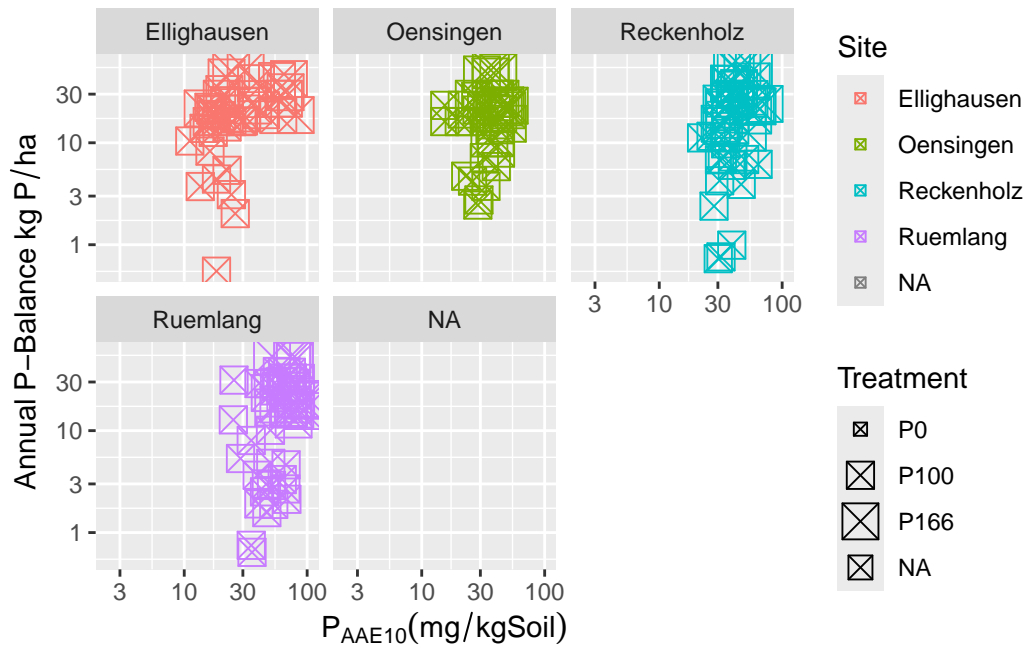 Ellighausen Oensingen Reckenholz
30
10
3
1
3 10 30 100
Ruemlang NA
30
10
3
1
3 10 30 100 3 10 30 100
Annual P−Balance kg P/ha
P_AAE10(mg/kgSoil)
Site
Ellighausen
Oensingen
Reckenholz
Ruemlang
NA
Treatment
P0
P100
P166
NA